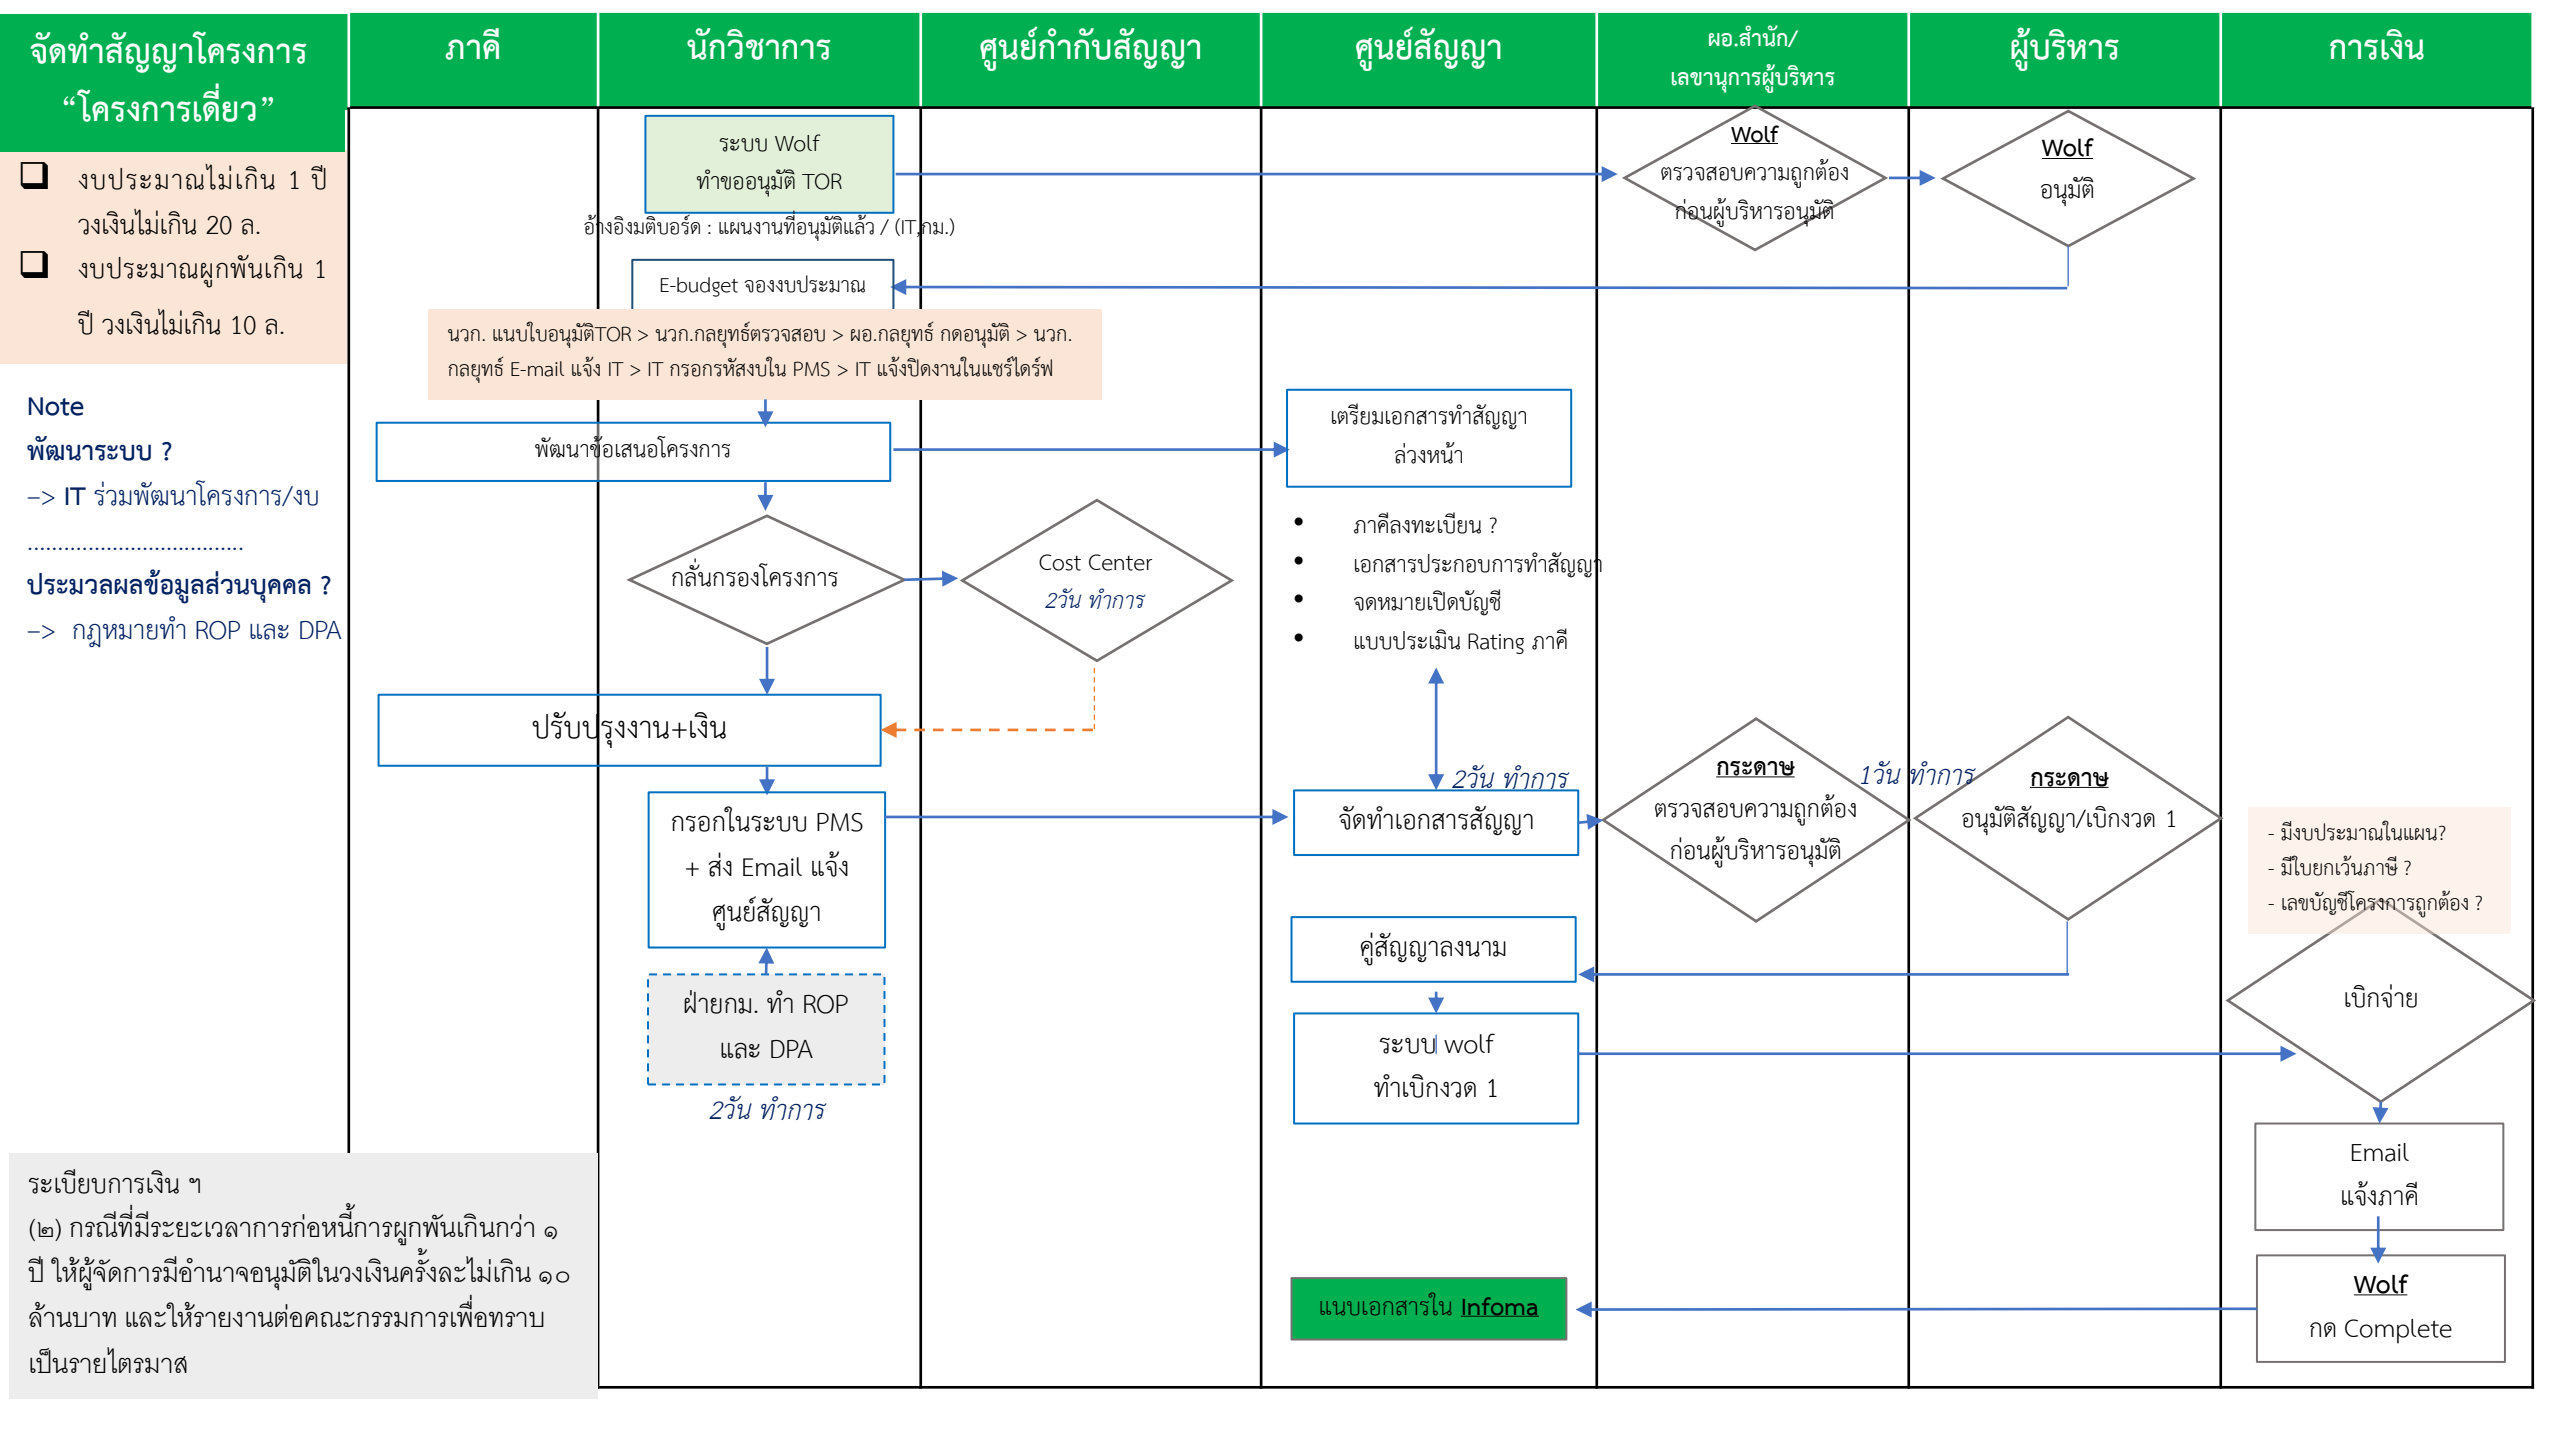 จัดทำสัญญาโครงการ
“โครงการเดี่ยว”
ภาคี
นักวิชาการ
ศูนย์กำกับสัญญา
ศูนย์สัญญา
ผอ.สำนัก/
เลขานุการผู้บริหาร
ผู้บริหาร
การเงิน
งบประมาณไม่เกิน 1 ปี
วงเงินไม่เกิน 20 ล.
งบประมาณผูกพันเกิน 1
ปี วงเงินไม่เกิน 10 ล.
Note
พัฒนาระบบ ?
–> IT ร่วมพัฒนาโครงการ/งบ
....................................
ประมวลผลข้อมูลส่วนบุคคล ?
–> กฎหมายทำ ROP และ DPA
ระบบ Wolf
ทำขออนุมัติ TOR
อ้างอิงมติบอร์ด : แผนงานที่อนุมัติแล้ว / (IT,กม.)
Wolf
ตรวจสอบความถูกต้อง
ก่อนผู้บริหารอนุมัติ
Wolf
อนุมัติ
E-budget จองงบประมาณ
นวก. แนบใบอนุมัติTOR > นวก.กลยุทธ์ตรวจสอบ > ผอ.กลยุทธ์ กดอนุมัติ > นวก.
กลยุทธ์ E-mail แจ้ง IT > IT กรอกรหัสงบใน PMS > IT แจ้งปิดงานในแชร์ไดร์ฟ
พัฒนาข้อเสนอโครงการ
เตรียมเอกสารทำสัญญา
ล่วงหน้า
• ภาคีลงทะเบียน ?
• เอกสารประกอบการทำสัญญา
• จดหมายเปิดบัญชี
• แบบประเมิน Rating ภาคี
กลั่นกรองโครงการ
Cost Center
2วัน ทำการ
ปรับปรุงงาน+เงิน
กรอกในระบบ PMS
+ ส่ง Email แจ้ง
ศูนย์สัญญา
2วัน ทำการ
จัดทำเอกสารสัญญา
กระดาษ
ตรวจสอบความถูกต้อง
ก่อนผู้บริหารอนุมัติ
1วัน ทำการ
กระดาษ
อนุมัติสัญญา/เบิกงวด 1
- มีงบประมาณในแผน?
- มีใบยกเว้นภาษี ?
- เลขบัญชีโครงการถูกต้อง ?
คู่สัญญาลงนาม
เบิกจ่าย
ฝ่ายกม. ทำ ROP
และ DPA
2วัน ทำการ
ระบบ wolf
ทำเบิกงวด 1
Email
แจ้งภาคี
Wolf
กด Complete
แนบเอกสารใน Infoma
ระเบียบการเงิน ฯ
(๒) กรณีที่มีระยะเวลาการก่อหนี้การผูกพันเกินกว่า ๑
ปี ให้ผู้จัดการมีอำนาจอนุมัติในวงเงินครั้งละไม่เกิน ๑๐
ล้านบาท และให้รายงานต่อคณะกรรมการเพื่อทราบ
เป็นรายไตรมาส